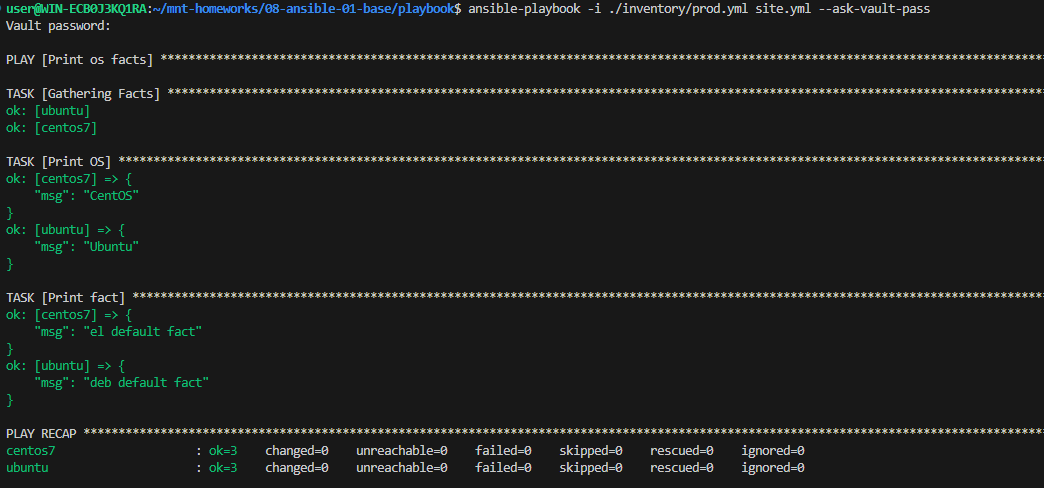 user@WIN-ECB0J3KQ1RA:~/mnt-homeworks/08-ansible-01-base/playbook$ ansible-playbook -i ./inventory/prod.yml site.yml --ask-vault-pass
Vault password:
PLAY [Print os facts] ******************************************************************************************************************************
TASK [Gathering Facts] *****************************************************************************************************************************
ok: [ubuntu]
ok: [centos7]
TASK [Print OS] ************************************************************************************************************************************
ok: [centos7] => {
    "msg": "CentOS"
}
ok: [ubuntu] => {
    "msg": "Ubuntu"
}
TASK [Print fact] **********************************************************************************************************************************
ok: [centos7] => {
    "msg": "el default fact"
}
ok: [ubuntu] => {
    "msg": "deb default fact"
}
PLAY RECAP *****************************************************************************************************************************************
centos7                    : ok=3    changed=0    unreachable=0    failed=0    skipped=0    rescued=0    ignored=0
ubuntu                     : ok=3    changed=0    unreachable=0    failed=0    skipped=0    rescued=0    ignored=0